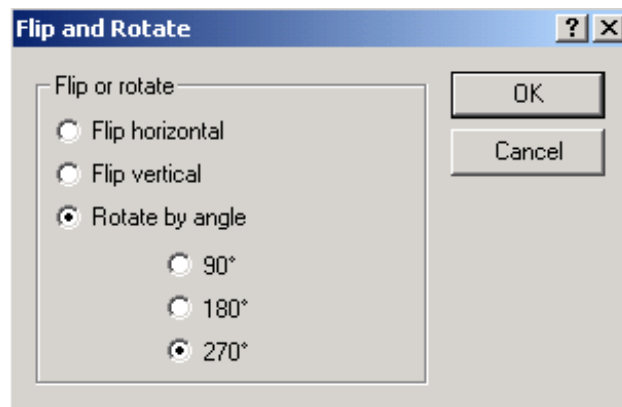 Flip and Rotate
Flip or rotate
Flip horizontal
Flip vertical
Rotate by angle
90°
180°
270°
OK
Cancel